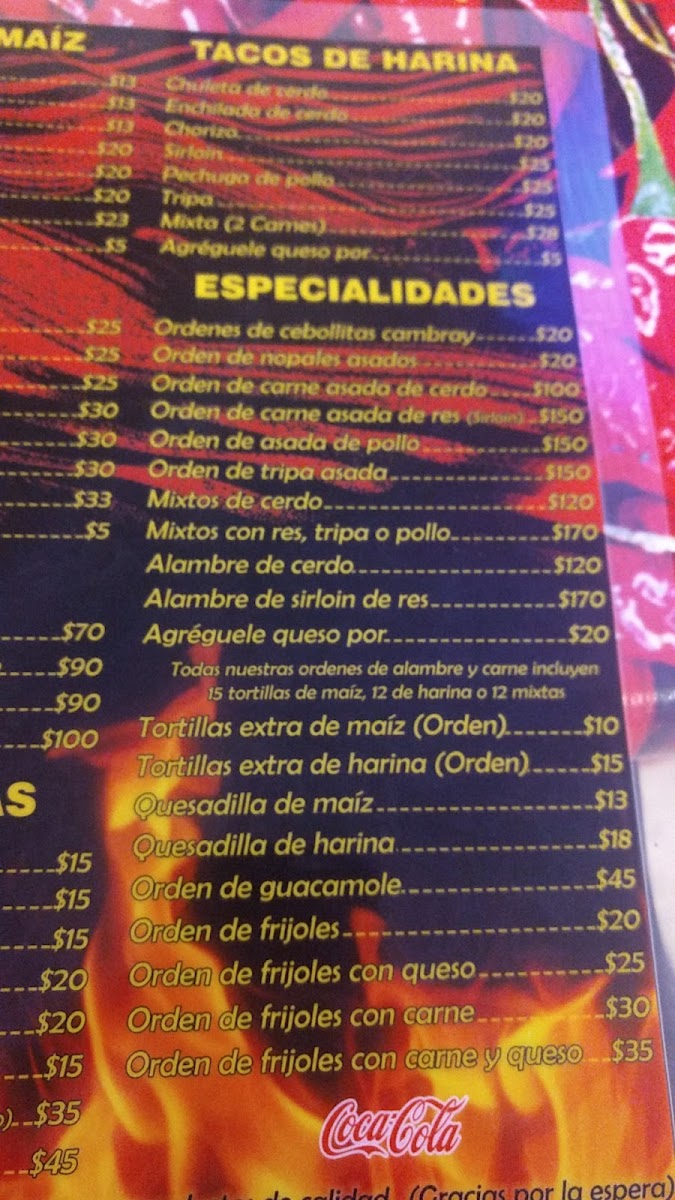 MAÍZ
$13
$13
$13
$20
$20
$20
$23
$5
$25
$25
$25
$30
$30
$30
$33
$5
$70
$90
$90
$100
AS
$15
$15
$15
$20
$20
$15
$35
$45
TACOS DE HARINA
Chuleta de cerdo $20
Enchilada de cerdo $20
Chorizo $20
Sirloin $25
Pechuga de pollo $25
Tripa $25
Mixta (2 Carnes) $28
Agréguele queso por $5
ESPECIALIDADES
Ordenes de cebollitas cambray $20
Orden de nopales asados $20
Orden de carne asada de cerdo $100
Orden de carne asada de res (Sirloin) $150
Orden de asada de pollo $150
Orden de tripa asada $150
Mixtos de cerdo $120
Mixtos con res, tripa o pollo $170
Alambre de cerdo $120
Alambre de sirloin de res $170
Agréguele queso por $20
Todas nuestras ordenes de alambre y carne incluyen
15 tortillas de maíz, 12 de harina o 12 mixtas
Tortillas extra de maíz (Orden) $10
Tortillas extra de harina (Orden) $15
Quesadilla de maíz $13
Quesadilla de harina $18
Orden de guacamole $45
Orden de frijoles $20
Orden de frijoles con queso $25
Orden de frijoles con carne $30
Orden de frijoles con carne y queso $35
Coca-Cola
de calidad (Gracias por la espera)